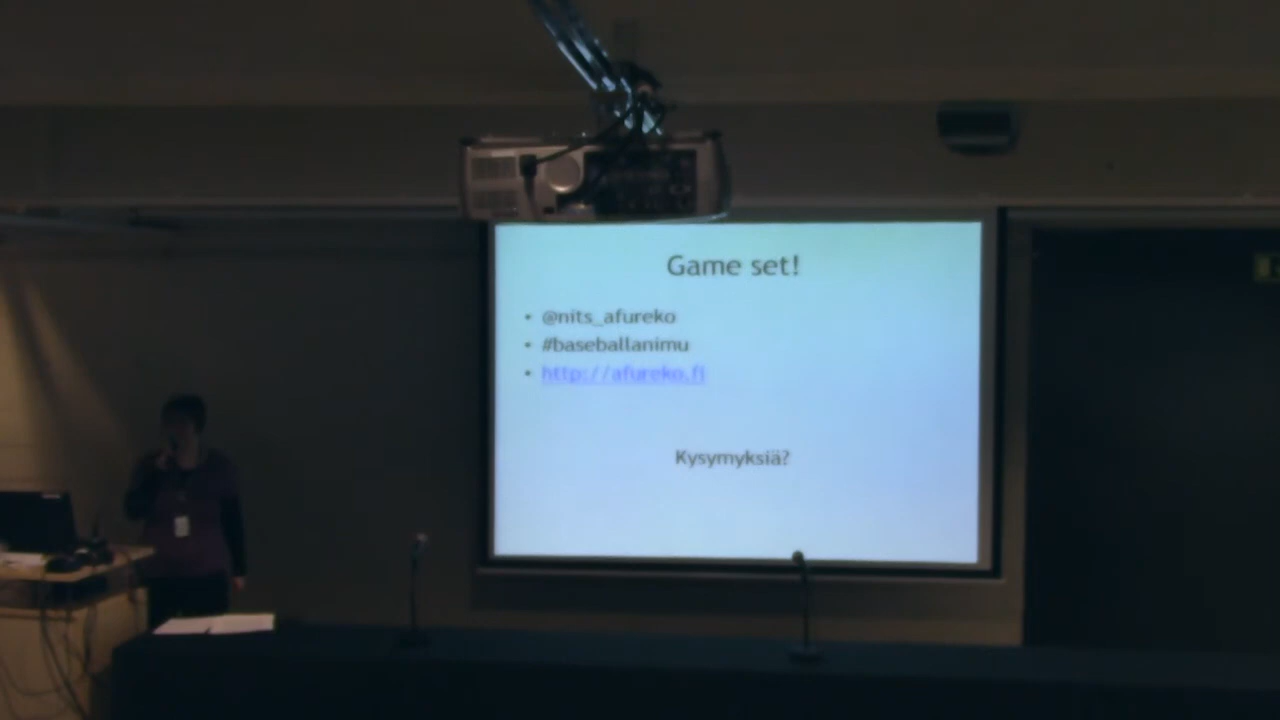 Game set!
• @nits_afureko
• #baseballanimu
• http://afureko.fi
Kysymyksiä?